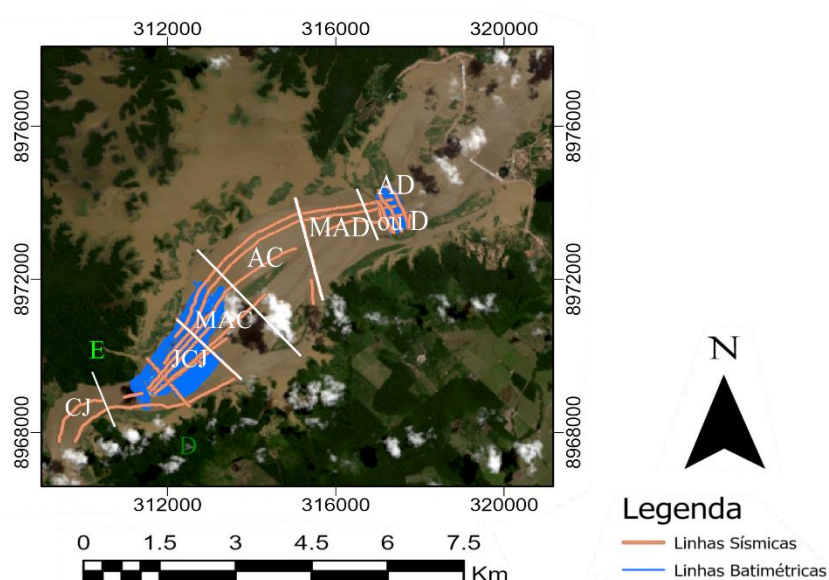 312000 316000 320000
8976000 8976000
AD
MAD ou D
AC
8972000 8972000
MAC
JCJ
E
CJ
D
8968000 8968000
312000 316000 320000
N
0 1.5 3 4.5 6 7.5
Km
Legenda
Linhas Sísmicas
Linhas Batimétricas